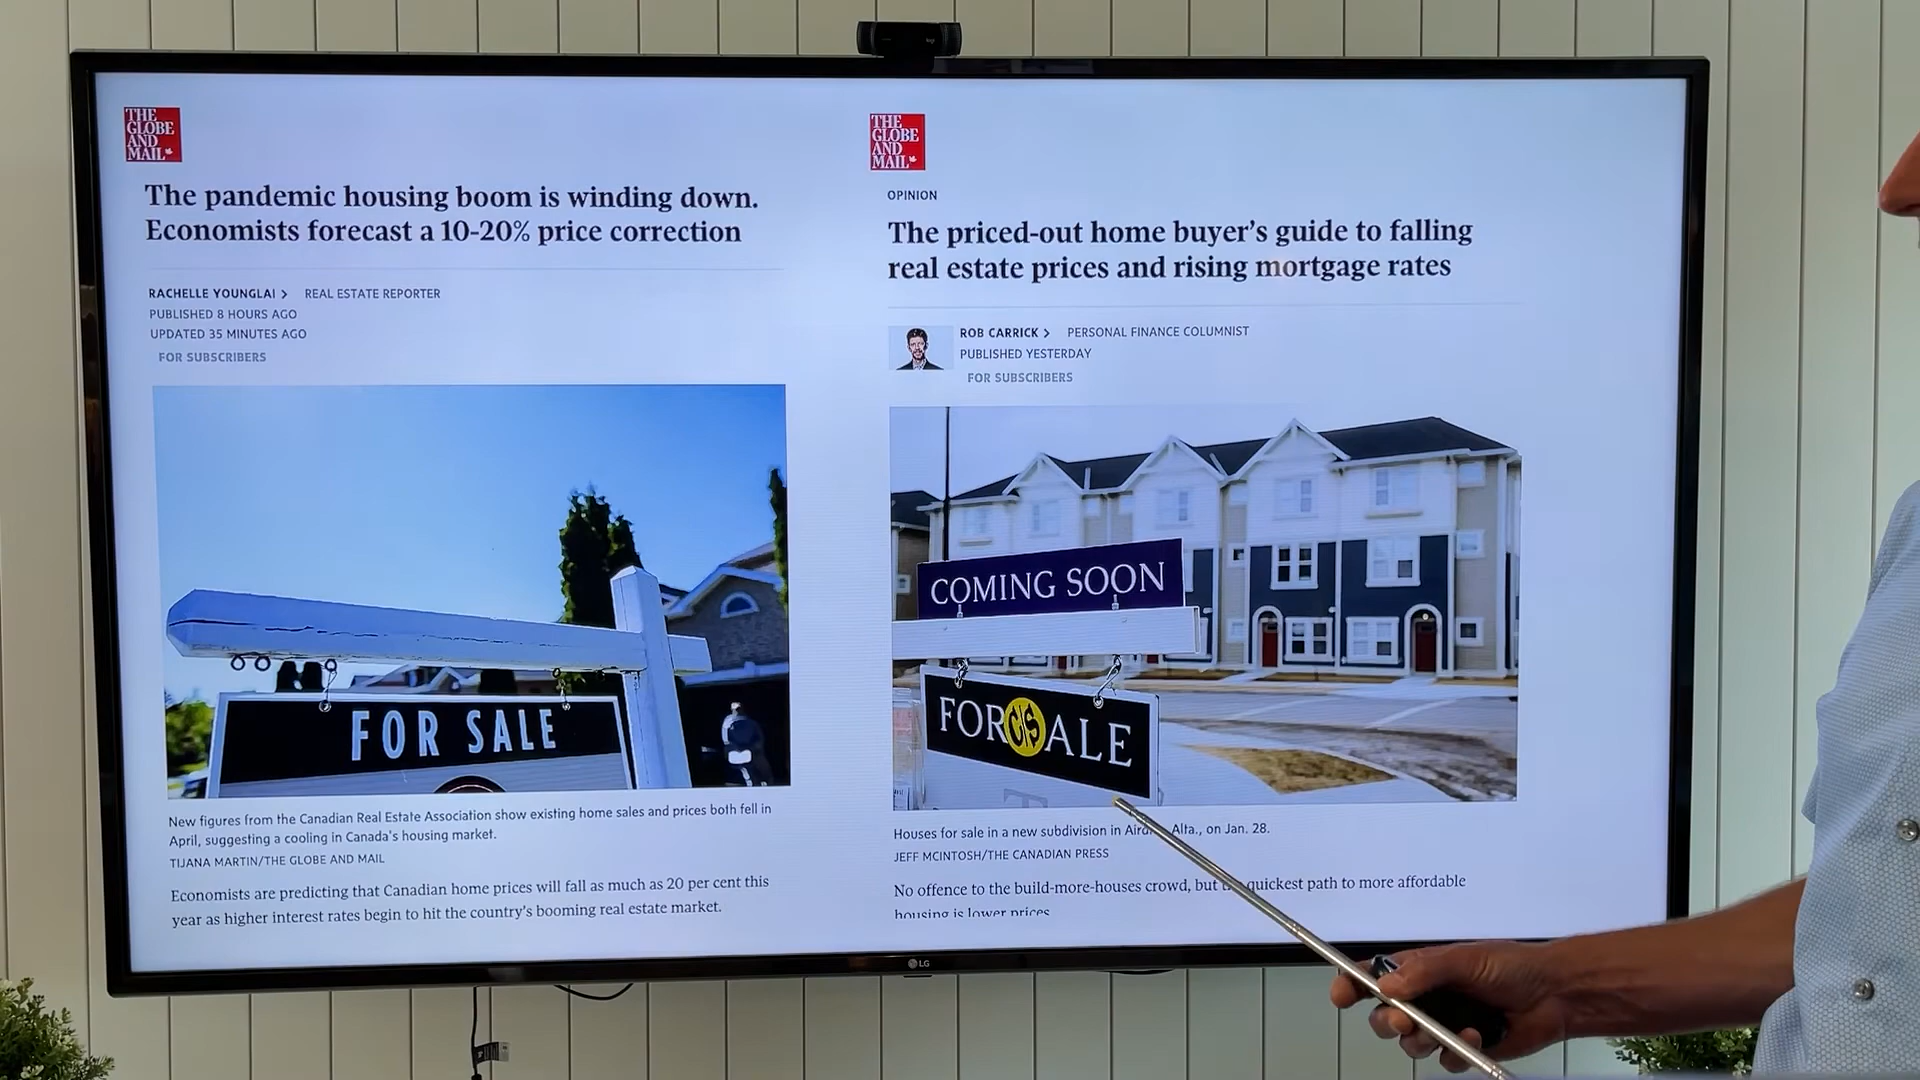 THE
GLOBE
AND
MAIL
The pandemic housing boom is winding down.
Economists forecast a 10-20% price correction
RACHELLE YOUNGLAI > REAL ESTATE REPORTER
PUBLISHED 8 HOURS AGO
UPDATED 35 MINUTES AGO
FOR SUBSCRIBERS
FOR SALE
New figures from the Canadian Real Estate Association show existing home sales and prices both fell in
April, suggesting a cooling in Canada's housing market.
TIJANA MARTIN/THE GLOBE AND MAIL
Economists are predicting that Canadian home prices will fall as much as 20 per cent this
year as higher interest rates begin to hit the country's booming real estate market.
THE
GLOBE
AND
MAIL
OPINION
The priced-out home buyer's guide to falling
real estate prices and rising mortgage rates
ROB CARRICK > PERSONAL FINANCE COLUMNIST
PUBLISHED YESTERDAY
FOR SUBSCRIBERS
COMING SOON
FOR CS ALE
Houses for sale in a new subdivision in Alta., on Jan. 28.
JEFF MCINTOSH/THE CANADIAN PRESS
No offence to the build-more-houses crowd, but quickest path to more affordable
housing is lower prices
LG